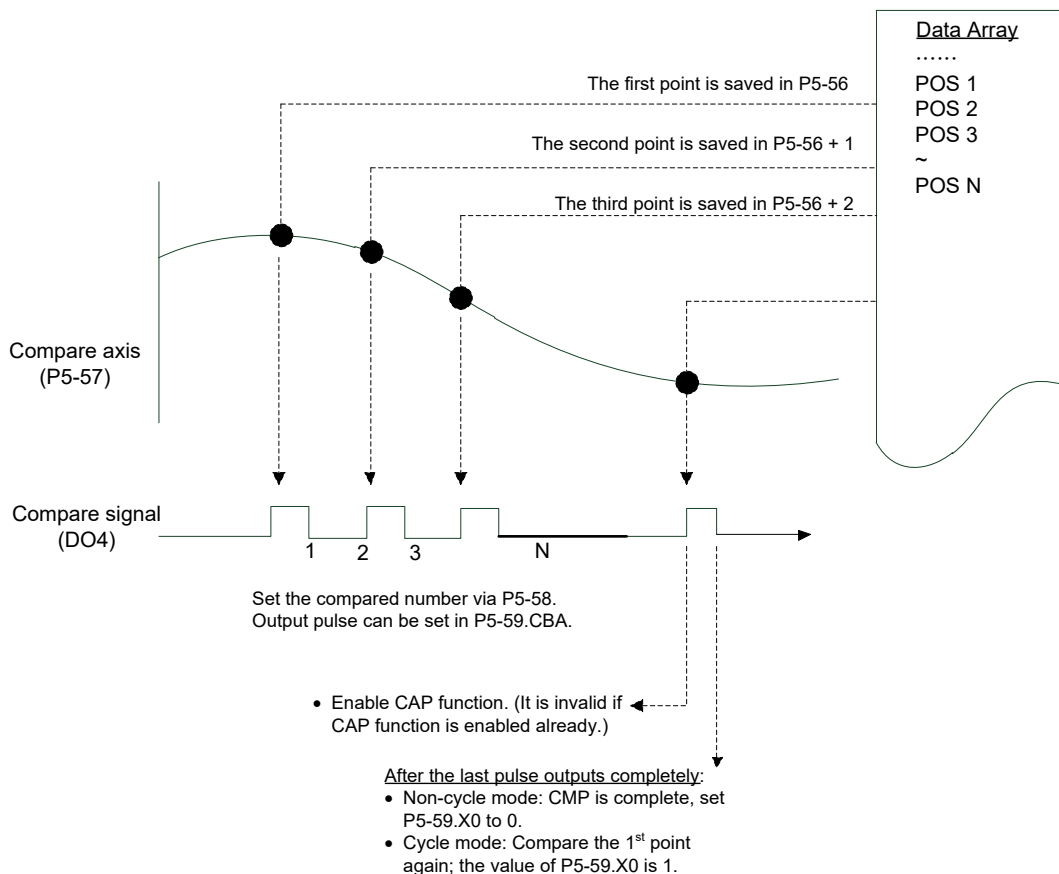 Data Array
......
POS 1
POS 2
POS 3
~
POS N
The first point is saved in P5-56
The second point is saved in P5-56 + 1
The third point is saved in P5-56 + 2
Compare axis
(P5-57)
Compare signal
(DO4)
1 2 3 N
Set the compared number via P5-58.
Output pulse can be set in P5-59.CBA.
• Enable CAP function. (It is invalid if
CAP function is enabled already.)
After the last pulse outputs completely:
• Non-cycle mode: CMP is complete, set
P5-59.X0 to 0.
• Cycle mode: Compare the 1st point
again; the value of P5-59.X0 is 1.